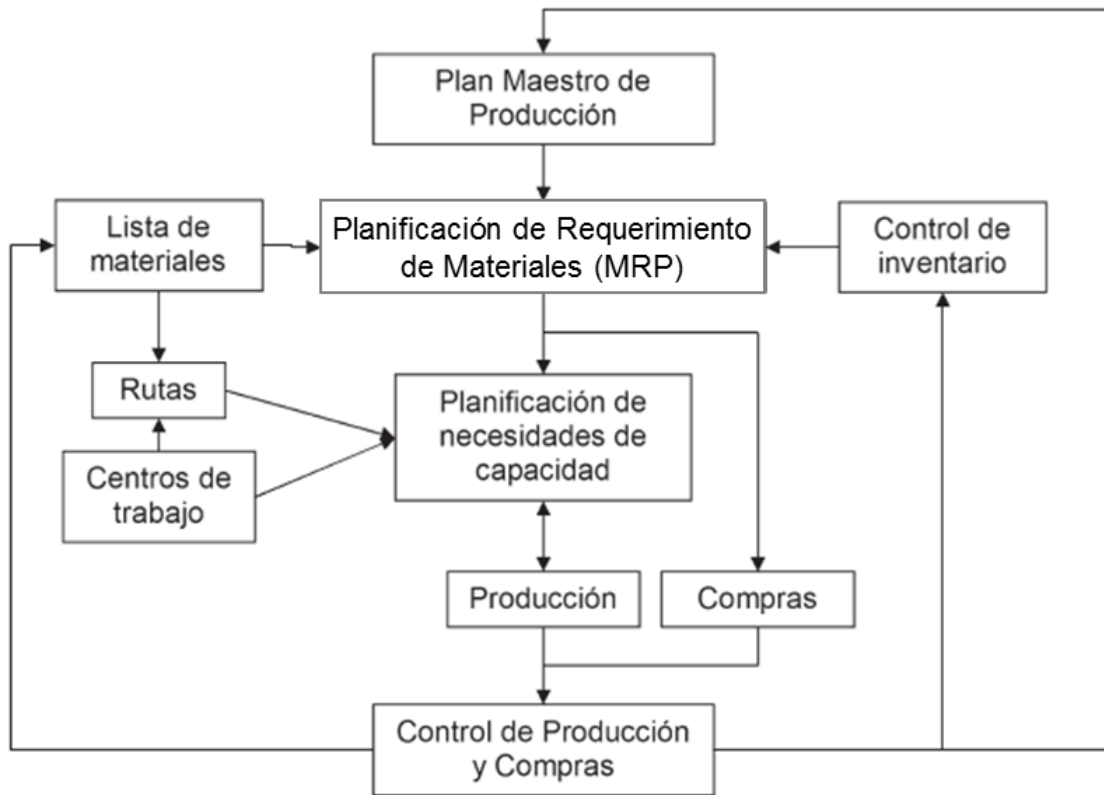 Plan Maestro de
Producción
Lista de
materiales
Planificación de Requerimiento
de Materiales (MRP)
Control de
inventario
Rutas
Planificación de
necesidades de
capacidad
Centros de
trabajo
Producción
Compras
Control de Producción
y Compras